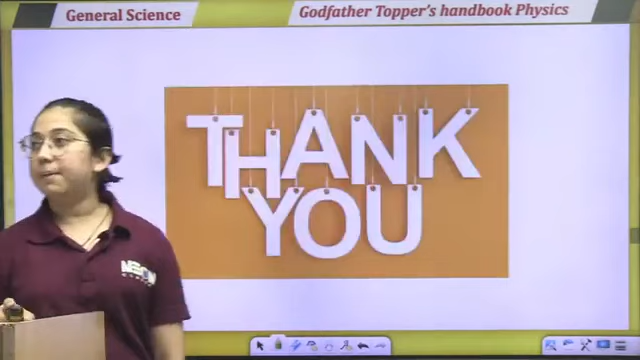 General Science
Godfather Topper's handbook Physics
THANK
YOU